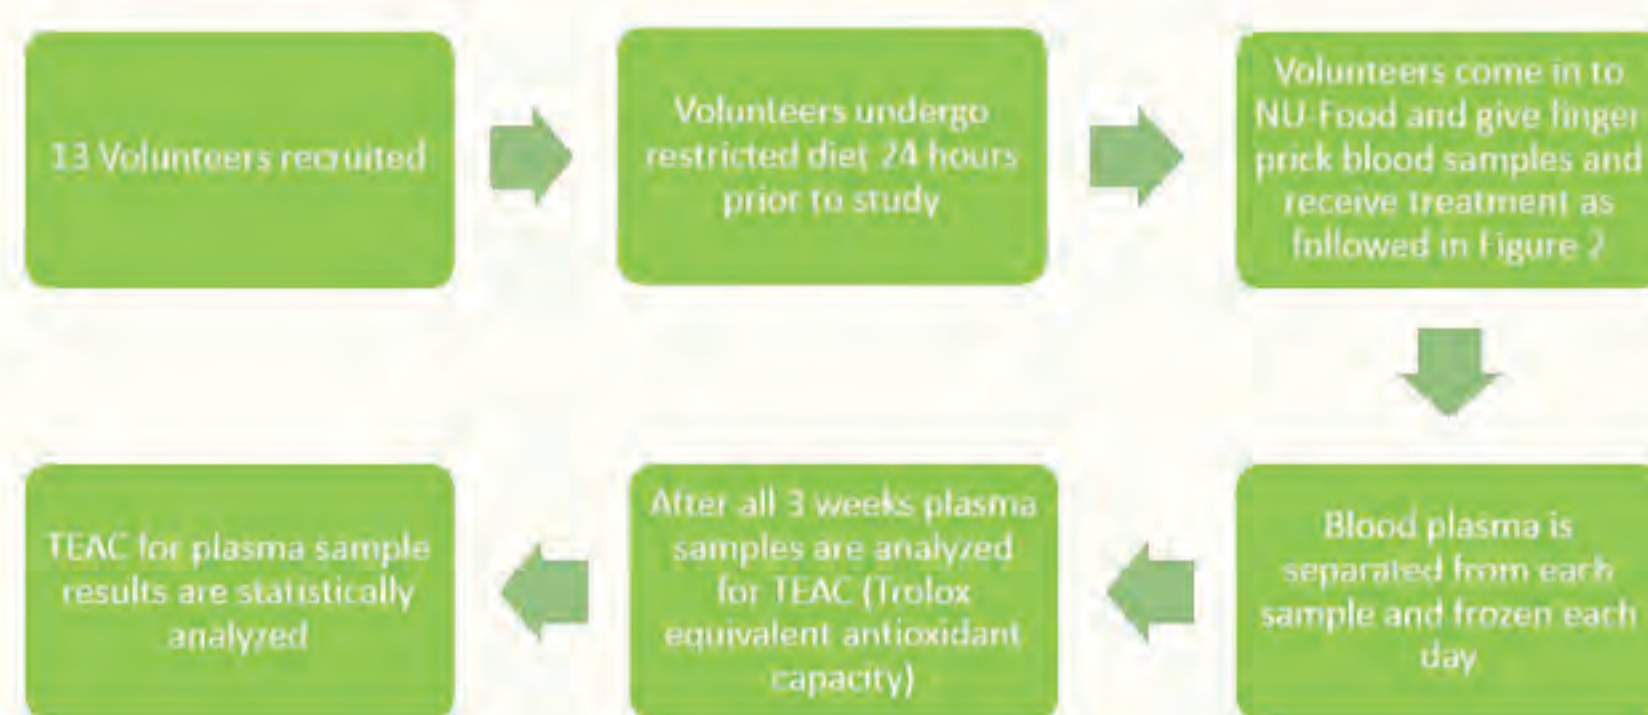 13 Volunteers recruited
Volunteers undergo
restricted diet 24 hours
prior to study
Volunteers come in to
NU-Food and give finger
prick blood samples and
receive treatment as
followed in Figure 2
Blood plasma is
separated from each
sample and frozen each
day
After all 3 weeks plasma
samples are analyzed
for TEAC (Trolox
equivalent antioxidant
capacity)
TEAC for plasma sample
results are statistically
analyzed